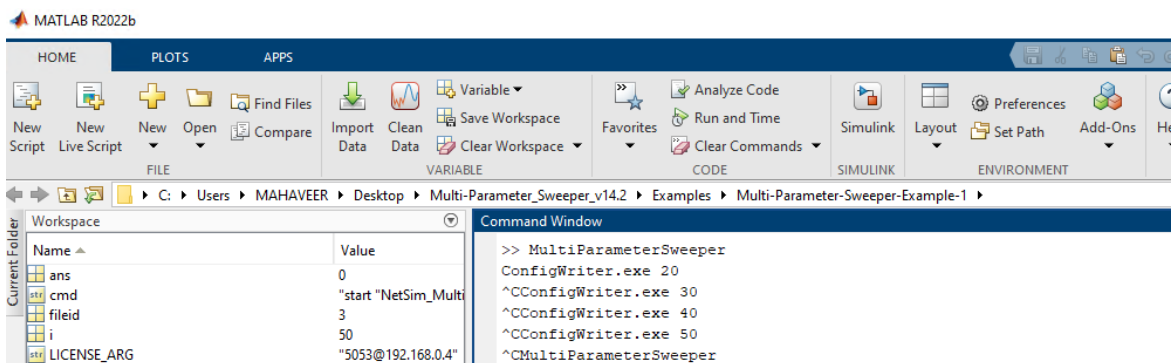 MATLAB R2022b
HOME PLOTS APPS
New Script
New Live Script
New
Open
Find Files
Compare
FILE
Import Data
Clean Data
Variable
Save Workspace
Clear Workspace
VARIABLE
Favorites
Analyze Code
Run and Time
Clear Commands
CODE
Simulink
SIMULINK
Layout
Preferences
Set Path
Add-Ons
ENVIRONMENT
C: Users MAHAVEER Desktop Multi-Parameter_Sweeper_v14.2 Examples Multi-Parameter-Sweeper-Example-1
Current Folder
Workspace
Name Value
ans 0
cmd "start "NetSim_Multi
fileid 3
i 50
LICENSE_ARG "5053@192.168.0.4"
Command Window
>> MultiParameterSweeper
ConfigWriter.exe 20
^CConfigWriter.exe 30
^CConfigWriter.exe 40
^CConfigWriter.exe 50
^CMultiParameterSweeper